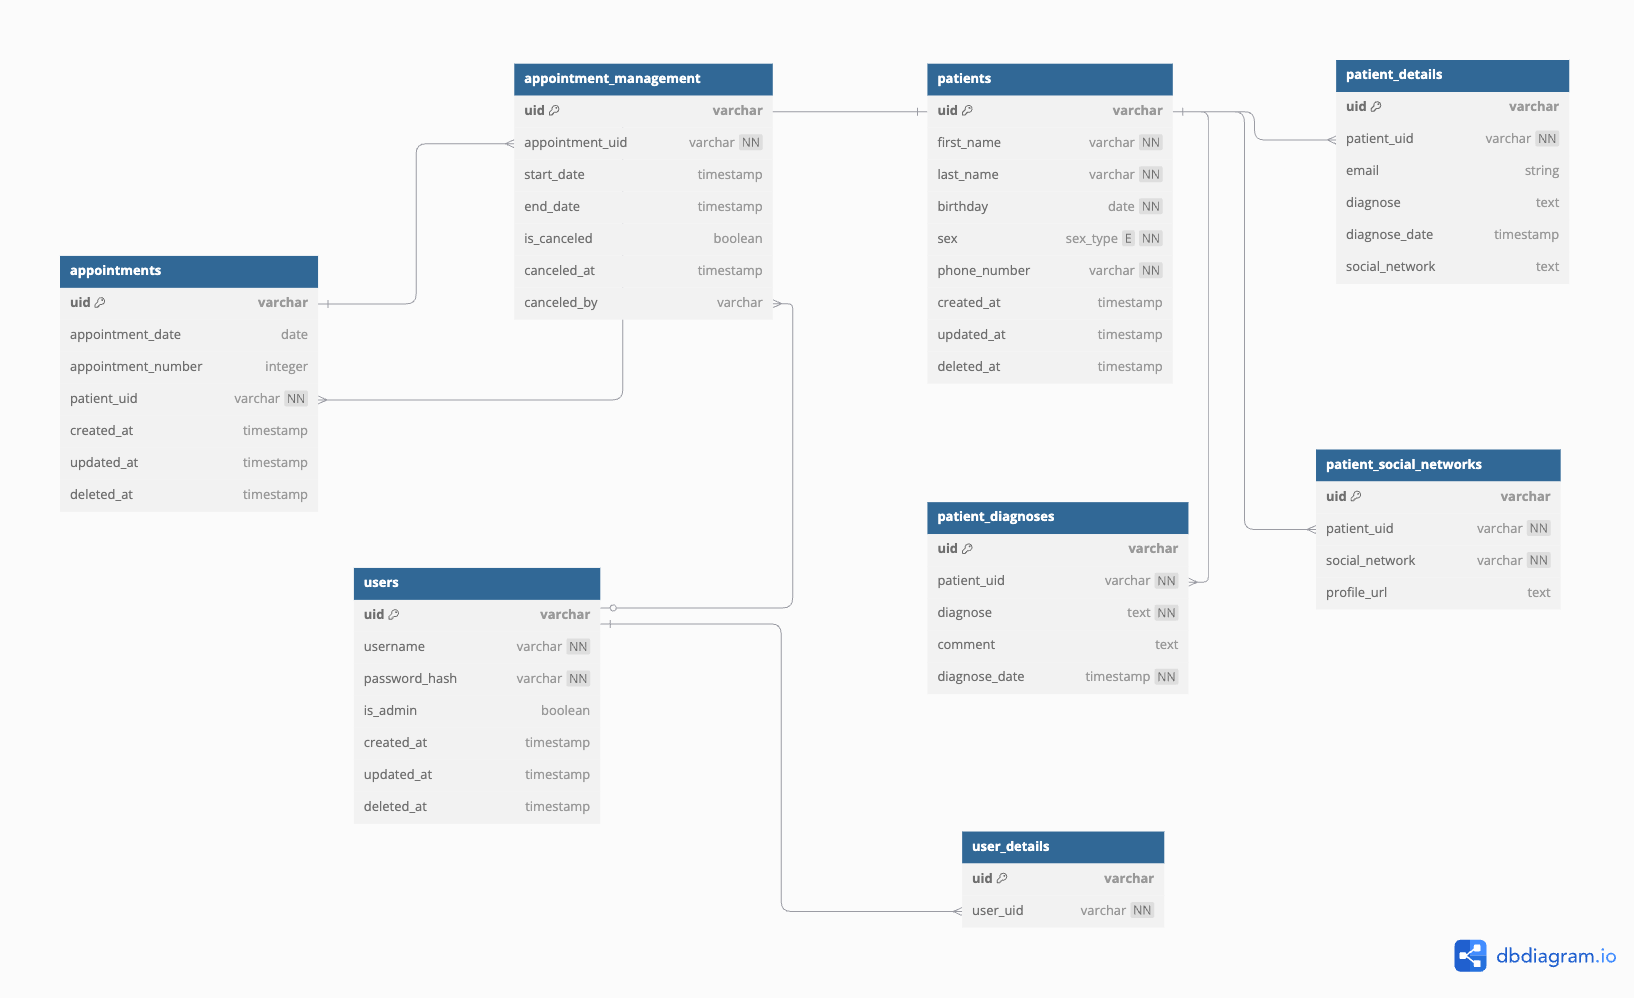 appointment_management
uid varchar
appointment_uid varchar NN
start_date timestamp
end_date timestamp
is_canceled boolean
canceled_at timestamp
canceled_by varchar
patients
uid varchar
first_name varchar NN
last_name varchar NN
birthday date NN
sex sex_type E NN
phone_number varchar NN
created_at timestamp
updated_at timestamp
deleted_at timestamp
patient_details
uid varchar
patient_uid varchar NN
email string
diagnose text
diagnose_date timestamp
social_network text
appointments
uid varchar
appointment_date date
appointment_number integer
patient_uid varchar NN
created_at timestamp
updated_at timestamp
deleted_at timestamp
patient_social_networks
uid varchar
patient_uid varchar NN
social_network varchar NN
profile_url text
patient_diagnoses
uid varchar
patient_uid varchar NN
diagnose text NN
comment text
diagnose_date timestamp NN
users
uid varchar
username varchar NN
password_hash varchar NN
is_admin boolean
created_at timestamp
updated_at timestamp
deleted_at timestamp
user_details
uid varchar
user_uid varchar NN
dbdiagram.io